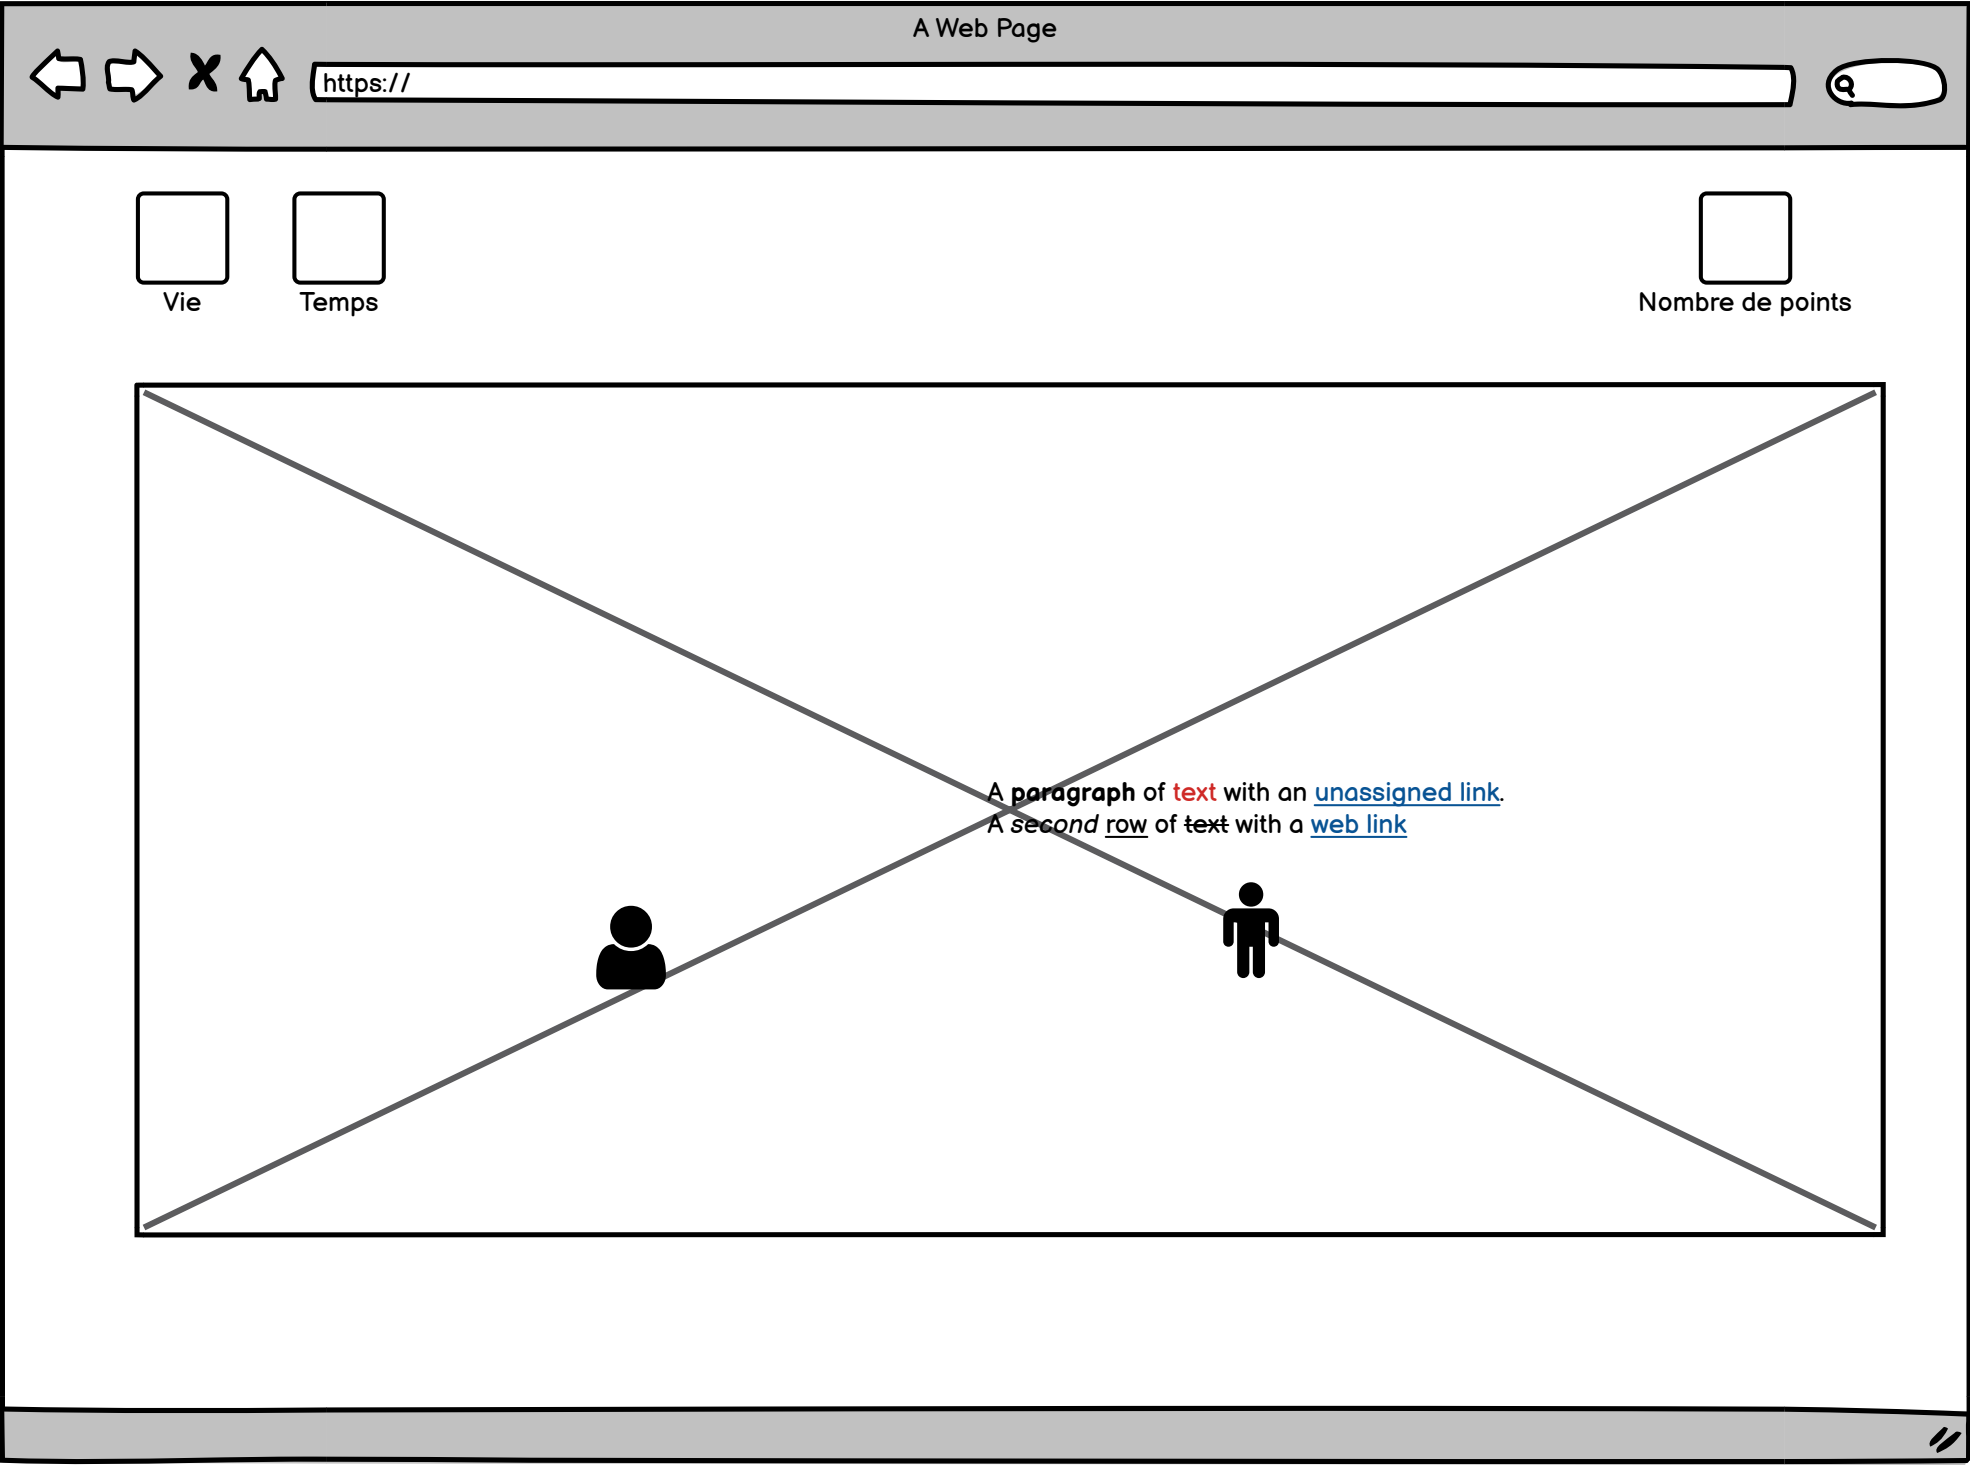 A Web Page
https://
Vie
Temps
Nombre de points
A paragraph of text with an unassigned link.
A second row of text with a web link